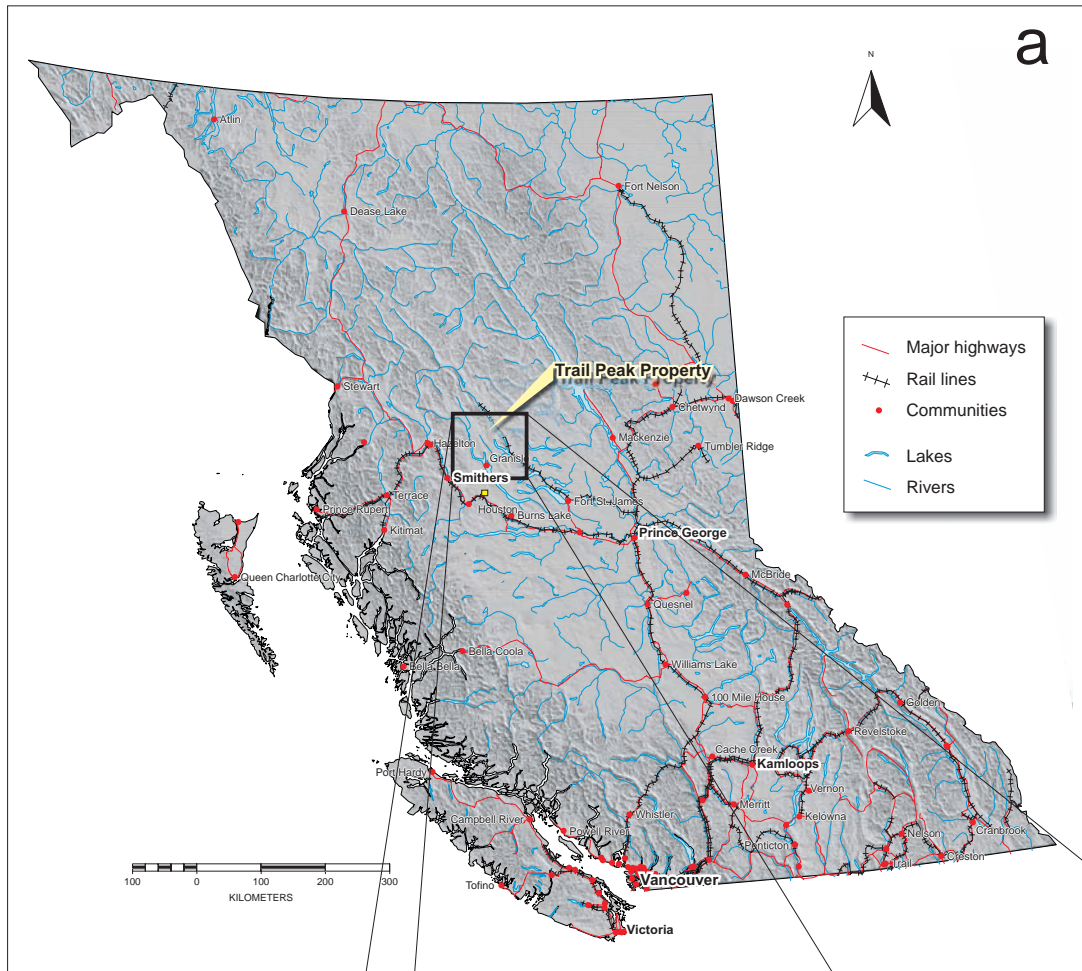 a
N
Atlin
Fort Nelson
Dease Lake
Major highways
Rail lines
Communities
Lakes
Rivers
Trail Peak Property
Stewart
Chetwynd
Dawson Creek
Mackenzie
Tumbler Ridge
Hazelton
Granisle
Smithers
Terrace
Prince Rupert
Houston
Fort St. James
Burns Lake
Kitimat
Prince George
Queen Charlotte City
McBride
Quesnel
Bella Coola
Bella Bella
Williams Lake
100 Mile House
Golden
Revelstoke
Cache Creek
Kamloops
Port Hardy
Vernon
Merritt
Campbell River
Whistler
Kelowna
Powell River
Penticton
Nelson
Cranbrook
Creston
Trail
Vancouver
Tofino
Victoria
100 0 100 200 300
KILOMETERS